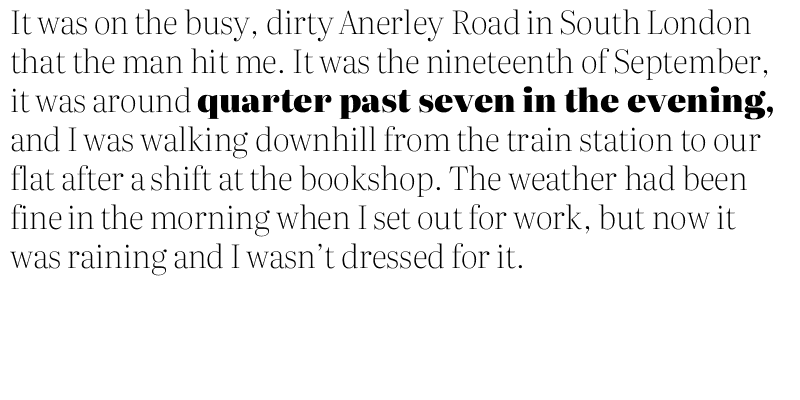 It was on the busy, dirty Anerley Road in South London
that the man hit me. It was the nineteenth of September,
it was around quarter past seven in the evening,
and I was walking downhill from the train station to our
flat after a shift at the bookshop. The weather had been
fine in the morning when I set out for work, but now it
was raining and I wasn’t dressed for it.